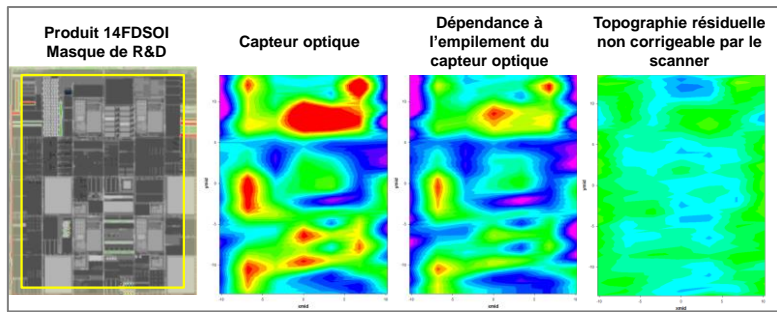 Produit 14FDSOI
Masque de R&D
Capteur optique
Dépendance à
l'empilement du
capteur optique
Topographie résiduelle
non corrigeable par le
scanner